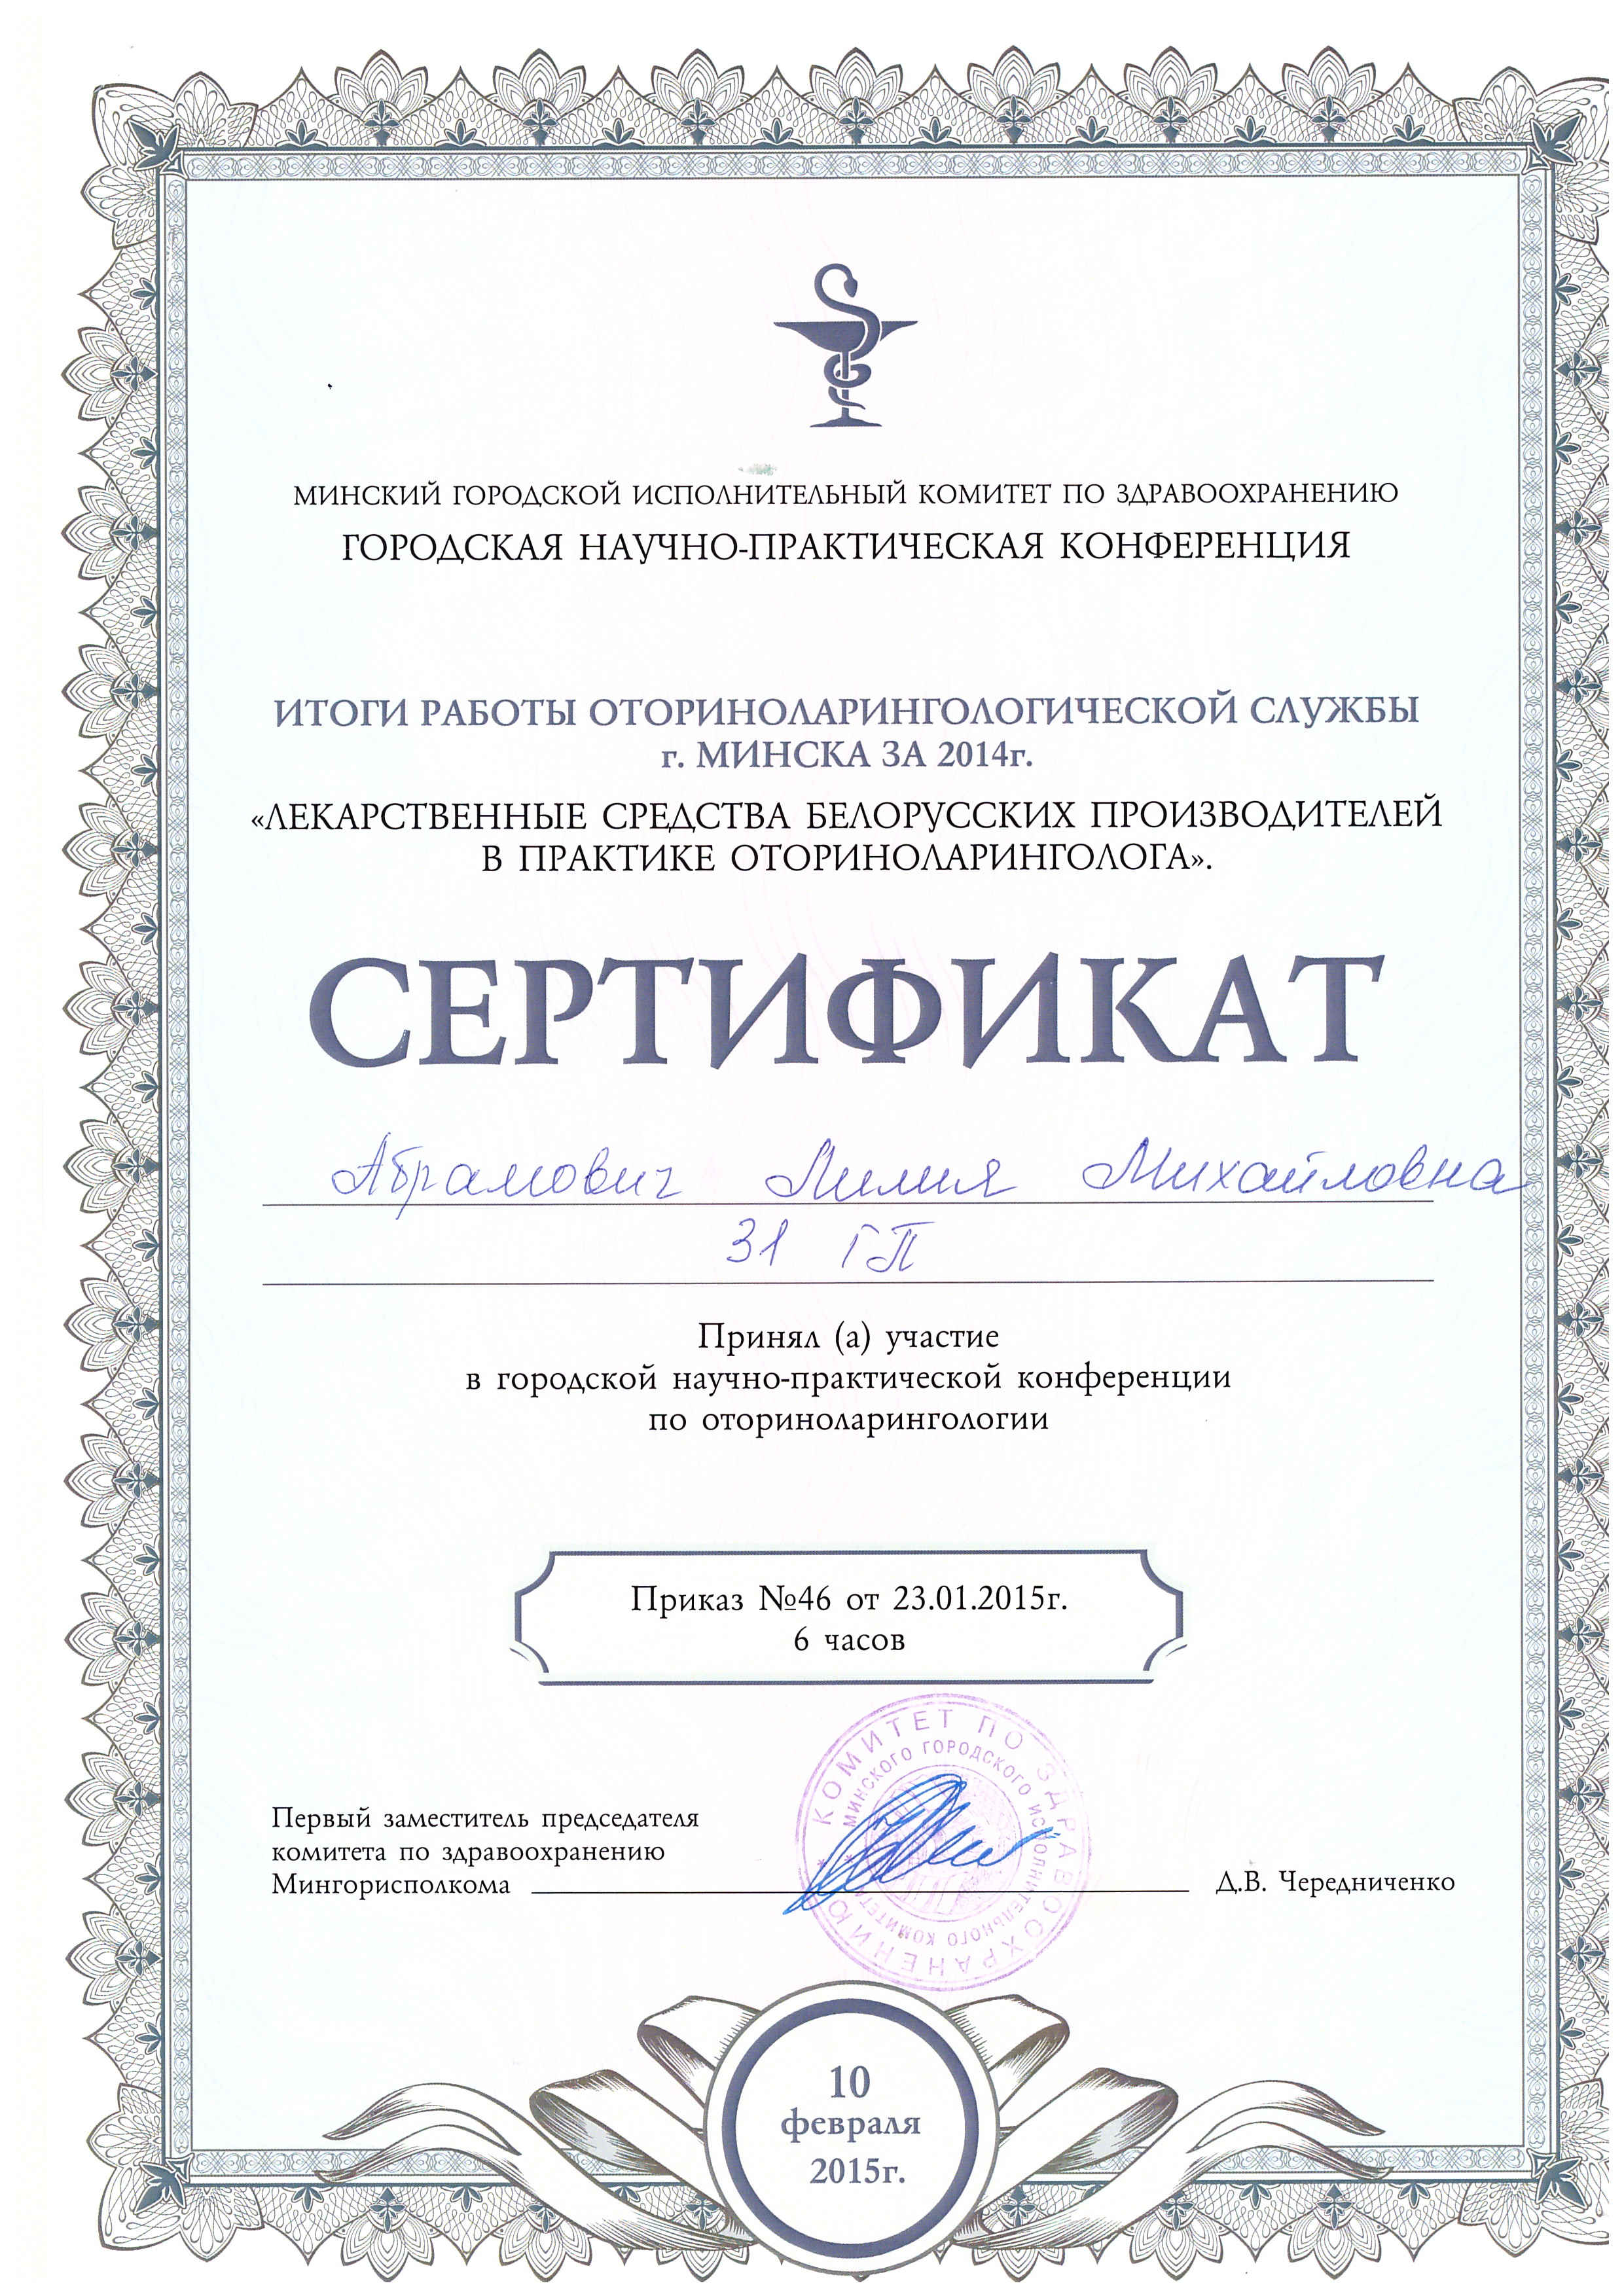 МИНСКИЙ ГОРОДСКОЙ ИСПОЛНИТЕЛЬНЫЙ КОМИТЕТ ПО ЗДРАВООХРАНЕНИЮ
ГОРОДСКАЯ НАУЧНО-ПРАКТИЧЕСКАЯ КОНФЕРЕНЦИЯ
ИТОГИ РАБОТЫ ОТОРИНОЛАРИНГОЛОГИЧЕСКОЙ СЛУЖБЫ
г. МИНСКА ЗА 2014г.
«ЛЕКАРСТВЕННЫЕ СРЕДСТВА БЕЛОРУССКИХ ПРОИЗВОДИТЕЛЕЙ
В ПРАКТИКЕ ОТОРИНОЛАРИНГОЛОГА».
СЕРТИФИКАТ
Абрамович Лилия Михайловна
31 ГП
Принял (а) участие
в городской научно-практической конференции
по оториноларингологии
Приказ №46 от 23.01.2015г.
6 часов
КОМИТЕТ ПО ЗДРАВООХРАНЕНИЮ
МИНСКОГО ГОРОДСКОГО ИСПОЛНИТЕЛЬНОГО КОМИТЕТА
Первый заместитель председателя
комитета по здравоохранению
Мингорисполкома Д.В. Чередниченко
10
февраля
2015г.